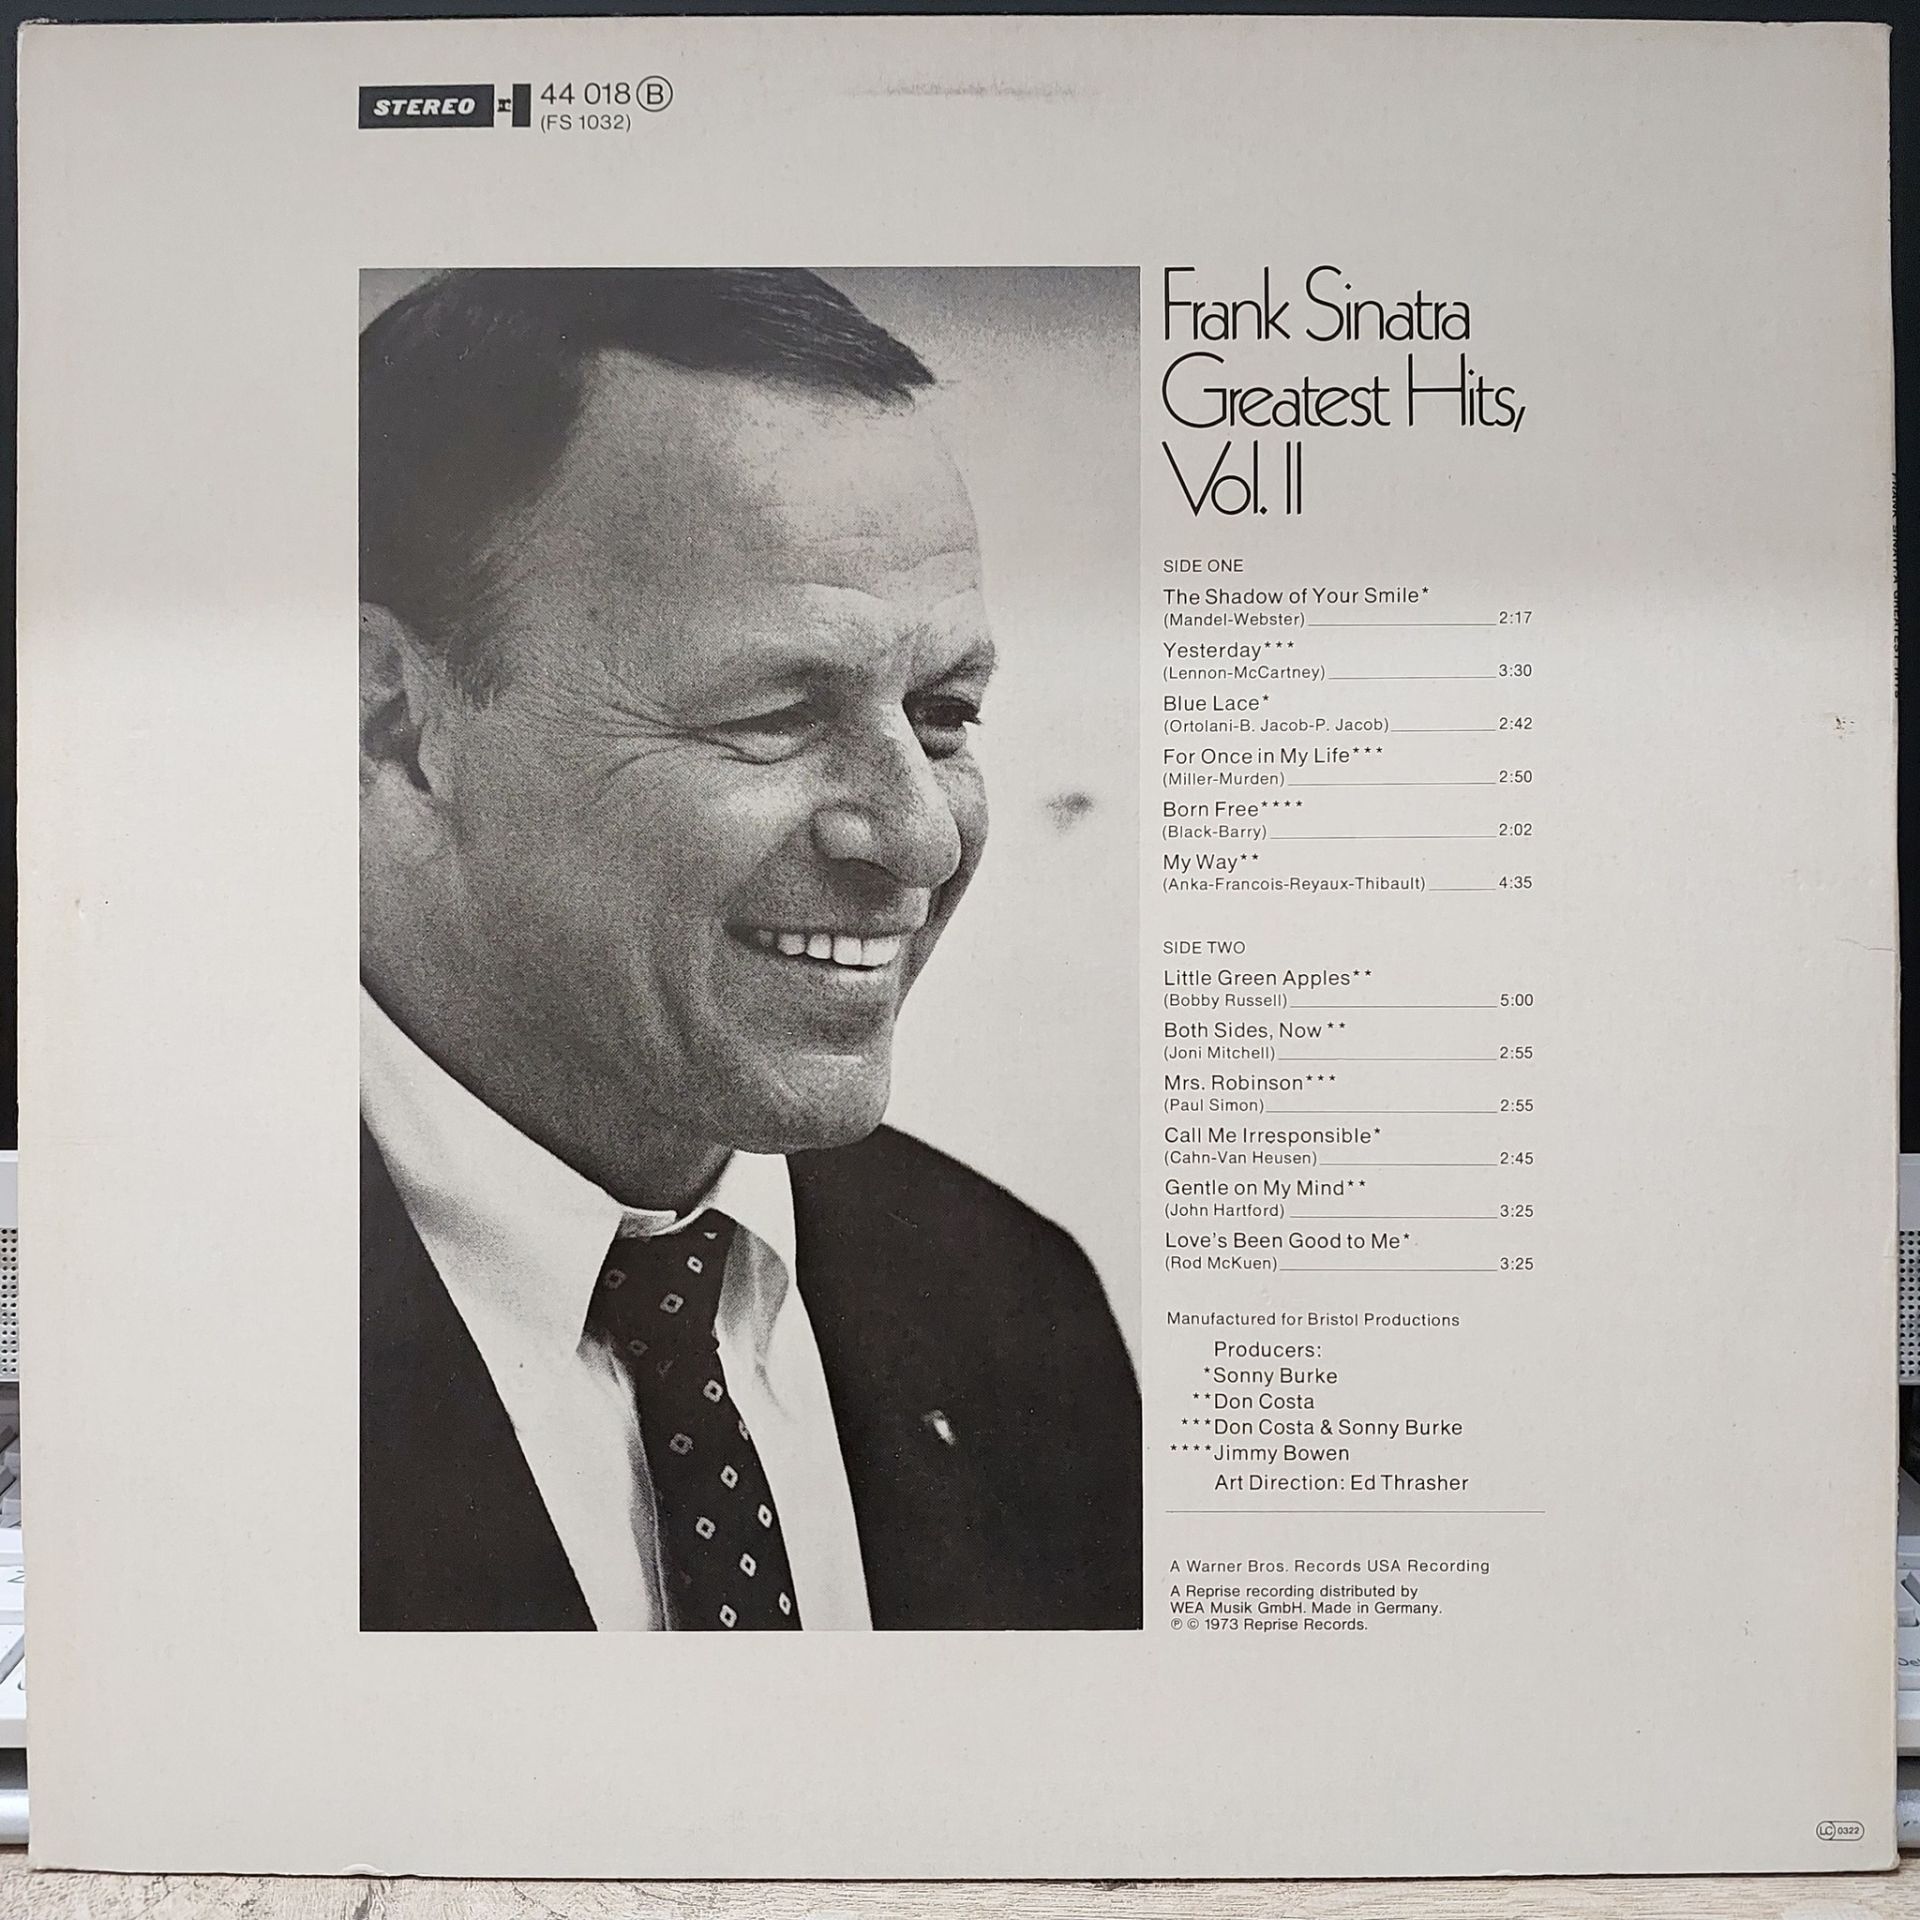 STEREO r 44 018 B
(FS 1032)
Frank Sinatra
Greatest Hits,
Vol. II
SIDE ONE
The Shadow of Your Smile*
(Mandel-Webster) 2:17
Yesterday***
(Lennon-McCartney) 3:30
Blue Lace*
(Ortolani-B. Jacob-P. Jacob) 2:42
For Once in My Life***
(Miller-Murden) 2:50
Born Free****
(Black-Barry) 2:02
My Way**
(Anka-Francois-Reyaux-Thibault) 4:35
SIDE TWO
Little Green Apples**
(Bobby Russell) 5:00
Both Sides, Now**
(Joni Mitchell) 2:55
Mrs. Robinson***
(Paul Simon) 2:55
Call Me Irresponsible*
(Cahn-Van Heusen) 2:45
Gentle on My Mind**
(John Hartford) 3:25
Love's Been Good to Me*
(Rod McKuen) 3:25
Manufactured for Bristol Productions
Producers:
*Sonny Burke
**Don Costa
***Don Costa & Sonny Burke
****Jimmy Bowen
Art Direction: Ed Thrasher
A Warner Bros. Records USA Recording
A Reprise recording distributed by
WEA Musik GmbH. Made in Germany.
℗ © 1973 Reprise Records.
LC 0322